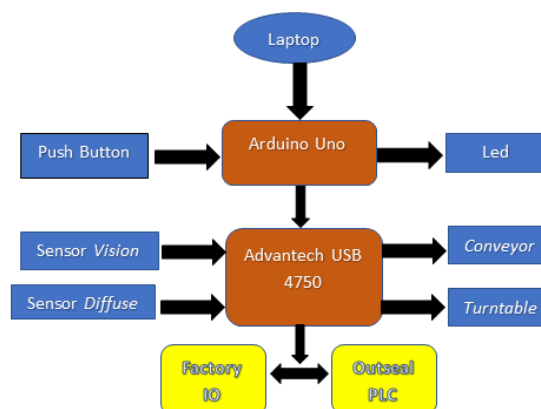 Laptop
Push Button
Arduino Uno
Led
Sensor Vision
Advantech USB
4750
Conveyor
Sensor Diffuse
Turntable
Factory
IO
Outseal
PLC